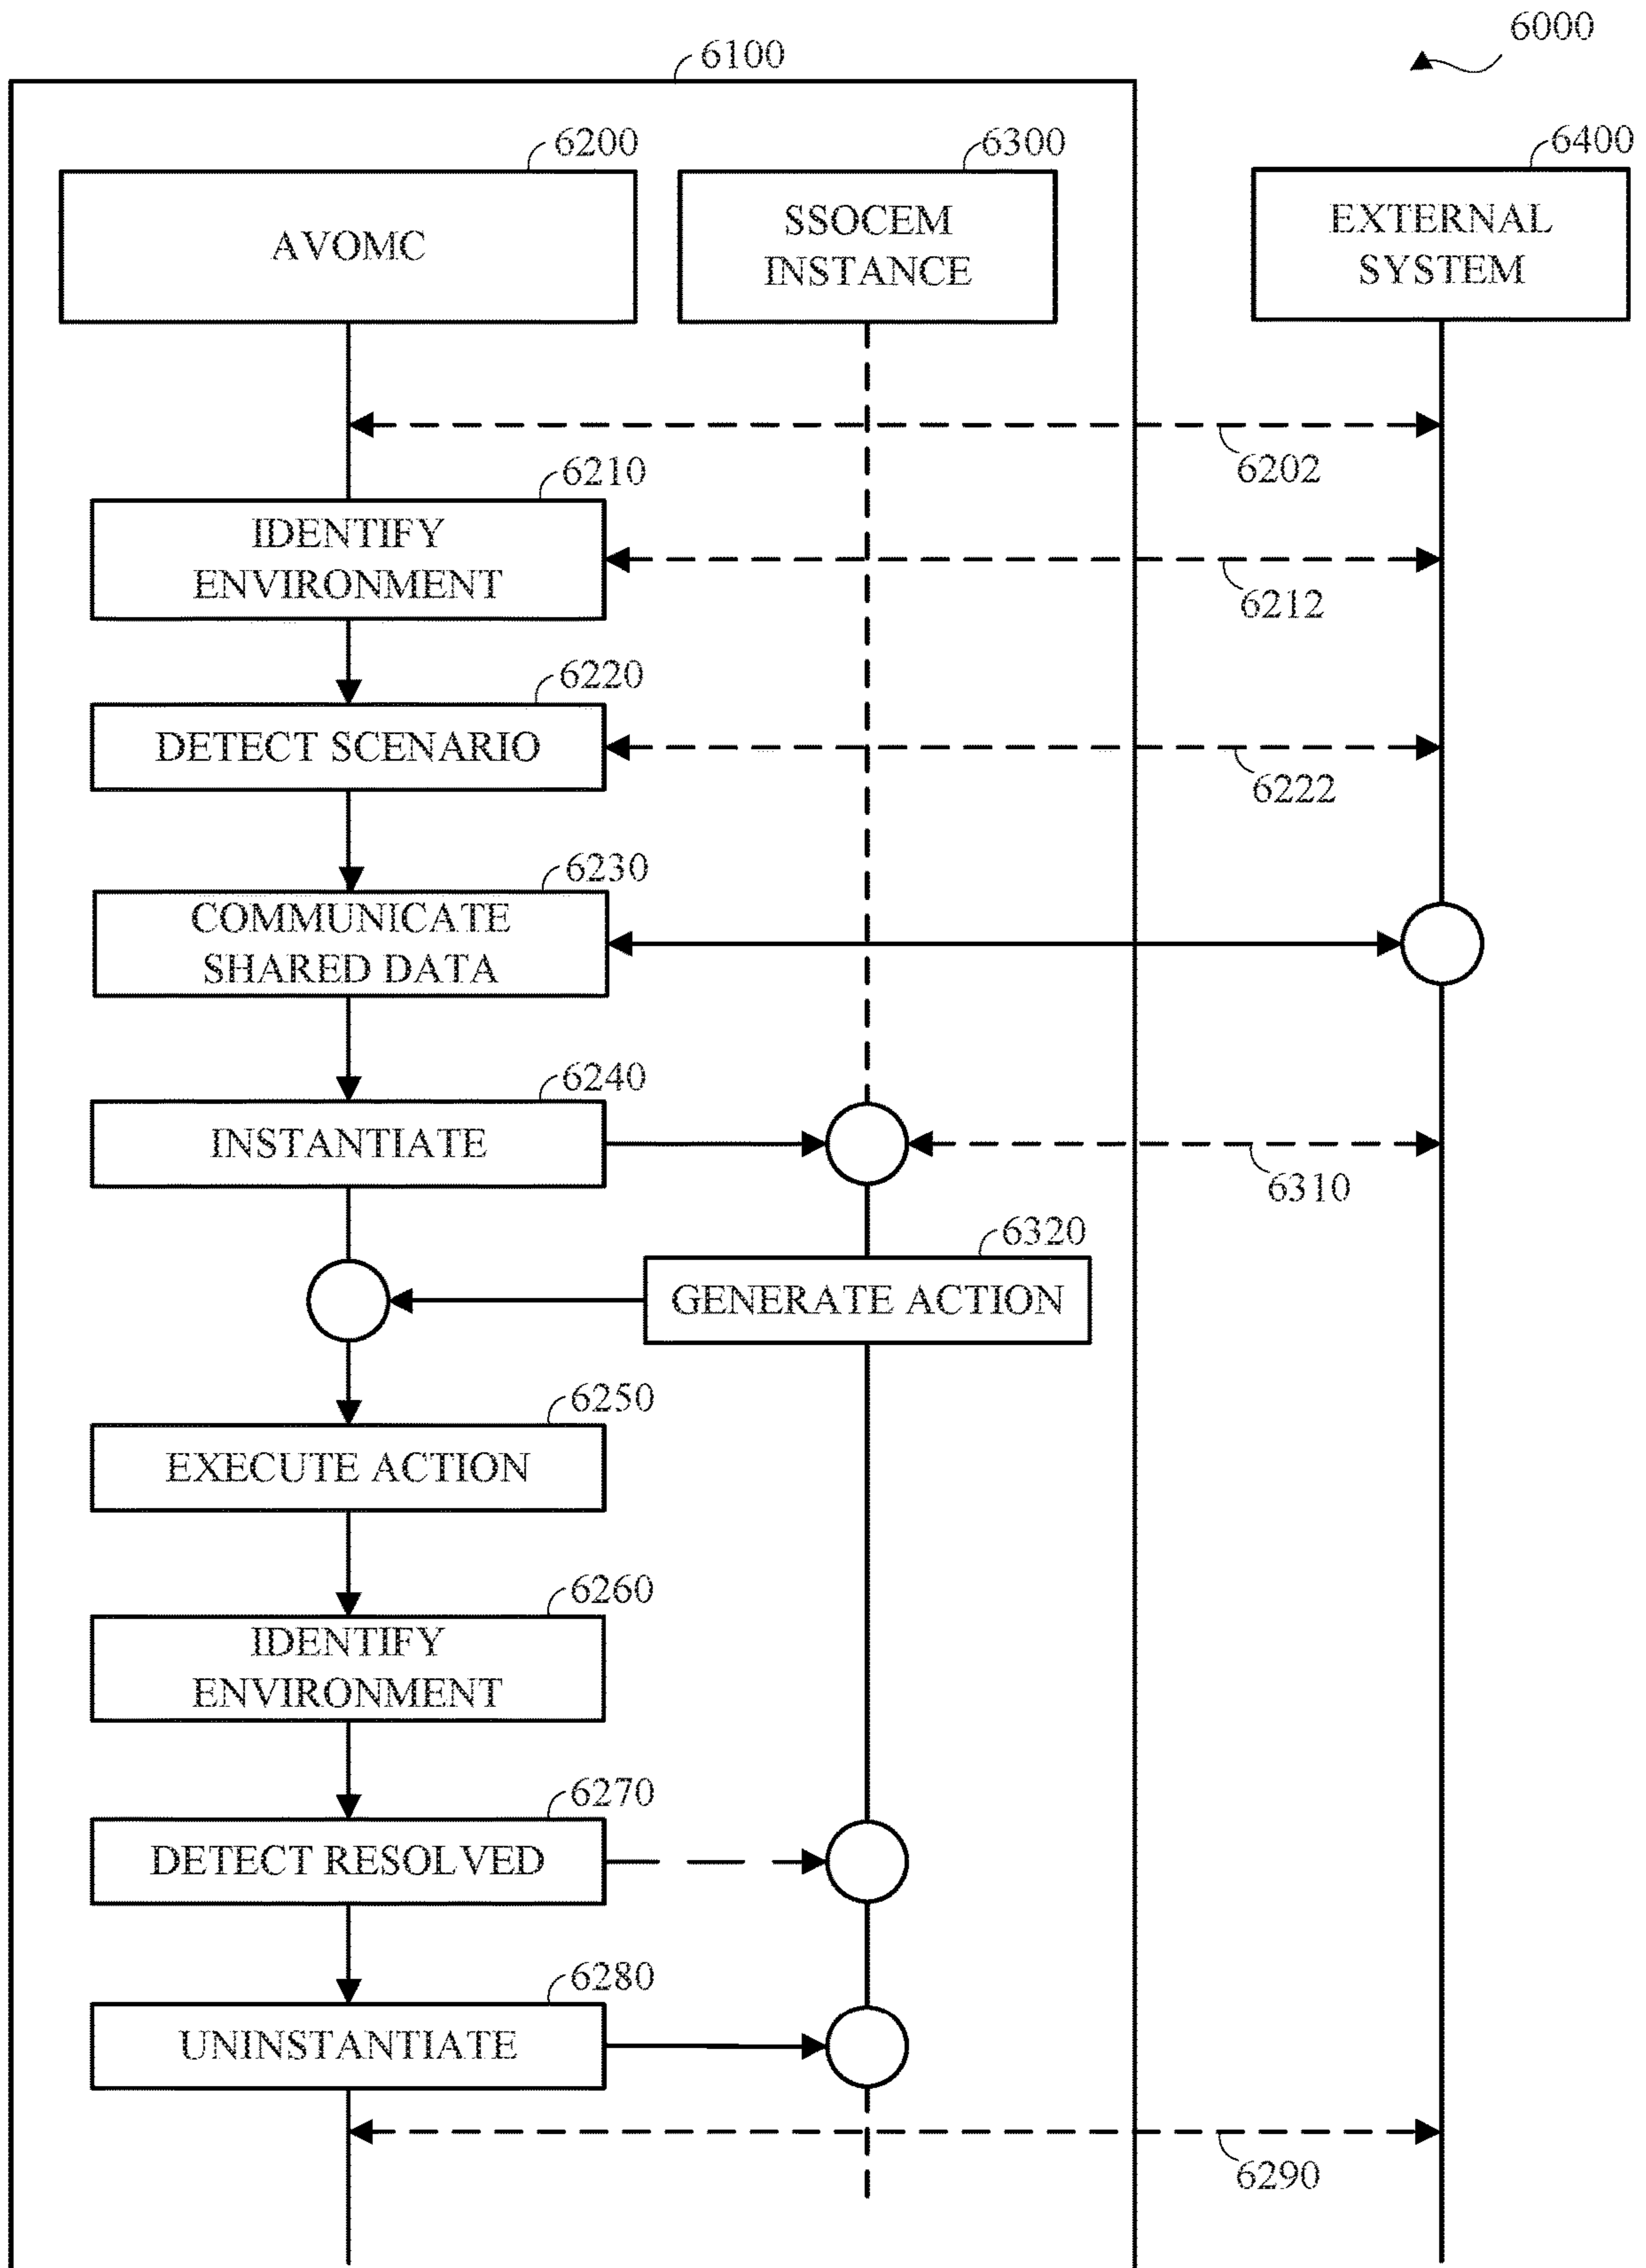 6000
6100
6200
6300
6400
AVOMC
SSOCEM
INSTANCE
EXTERNAL
SYSTEM
6202
6210
IDENTIFY
ENVIRONMENT
6212
6220
DETECT SCENARIO
6222
6230
COMMUNICATE
SHARED DATA
6240
INSTANTIATE
6310
6320
GENERATE ACTION
6250
EXECUTE ACTION
6260
IDENTIFY
ENVIRONMENT
6270
DETECT RESOLVED
6280
UNINSTANTIATE
6290